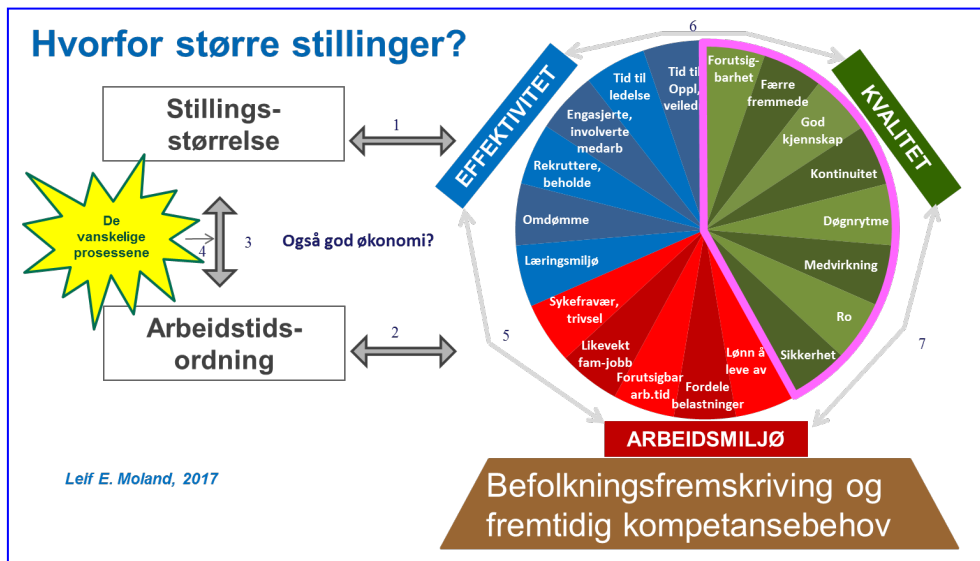 Hvorfor større stillinger?
Stillings-
størrelse
1
De
vanskelige
prosessene
4
3
Også god økonomi?
Arbeidstids-
ordning
2
Leif E. Moland, 2017
EFFEKTIVITET
6
KVALITET
5
7
Tid til
Oppl,
veiled
Tid til
ledelse
Engasjerte,
involverte
medarb
Rekruttere,
beholde
Omdømme
Læringsmiljø
Forutsig-
barhet
Færre
fremmede
God
kjennskap
Kontinuitet
Døgnrytme
Medvirkning
Ro
Sikkerhet
Sykefravær,
trivsel
Likevekt
fam-jobb
Forutsigbar
arb.tid
Fordele
belastninger
Lønn å
leve av
ARBEIDSMILJØ
Befolkningsfremskriving og
fremtidig kompetansebehov